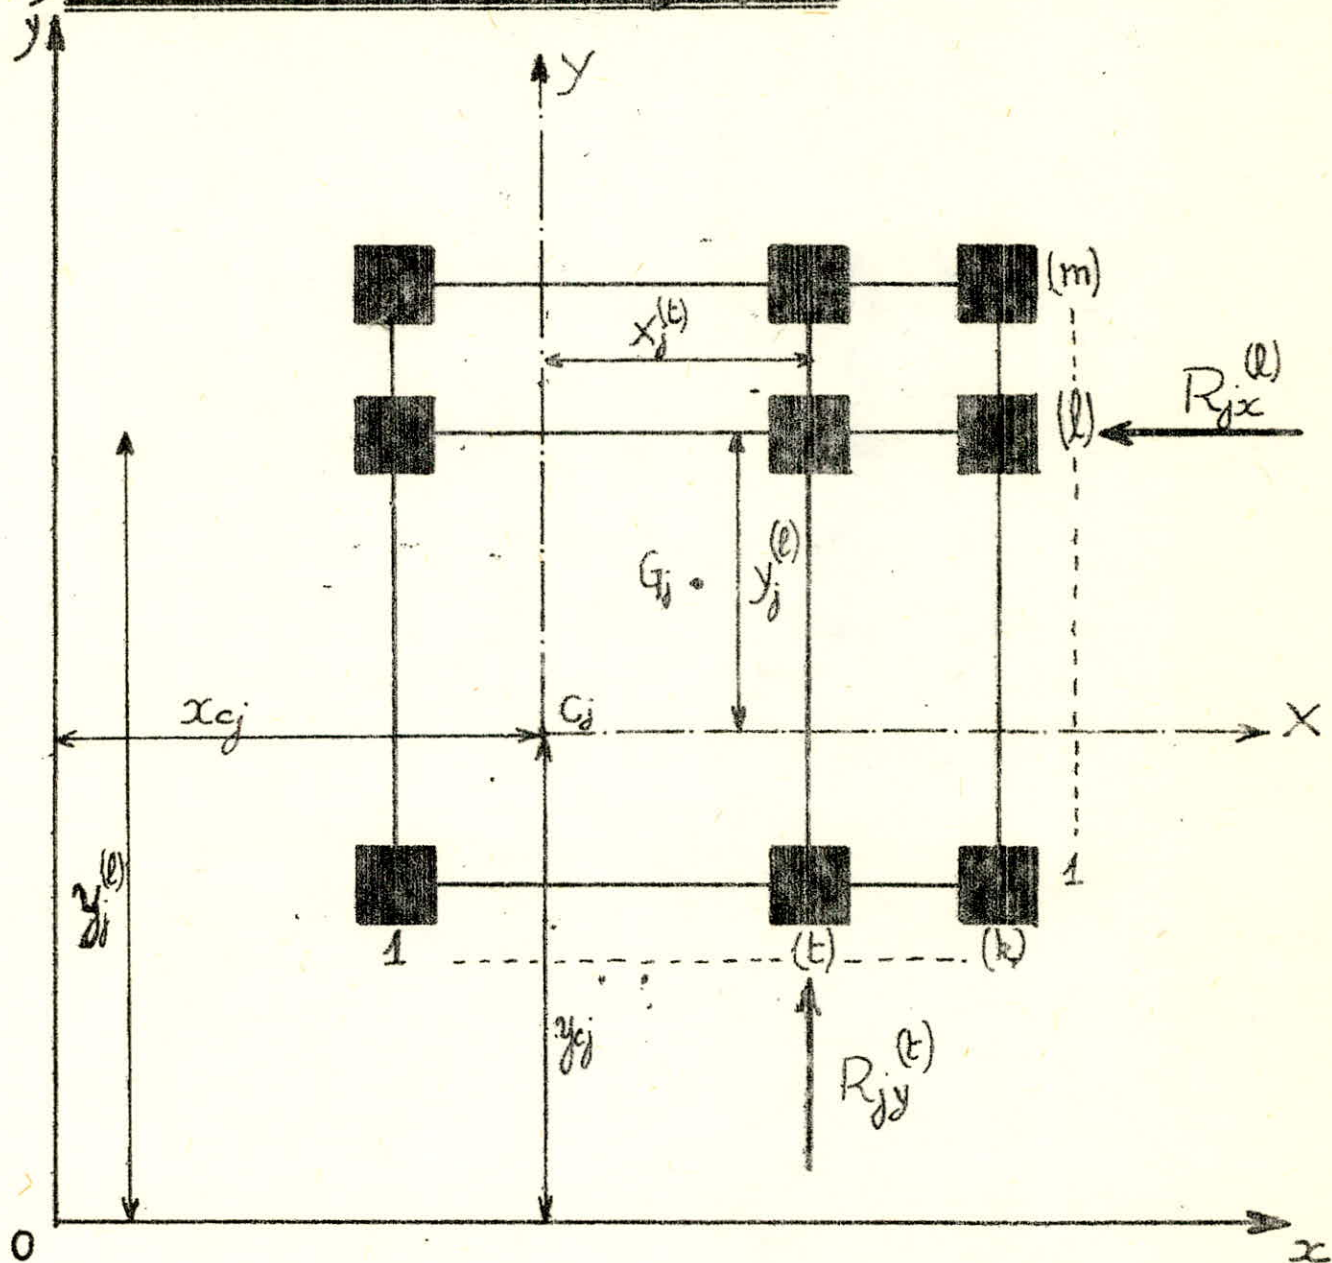 y
Y
(m)
X_j^(t)
R_jx^(l)
(l)
G_j
Y_j^(l)
x_cj
C_j
X
y_j^(l)
1
1
(t)
(k)
y_cj
R_jy^(t)
0
x